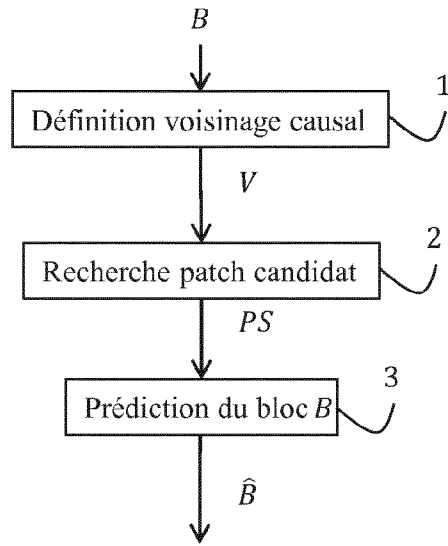 B
1
Définition voisinage causal
V
2
Recherche patch candidat
PS
3
Prédiction du bloc B
B̂